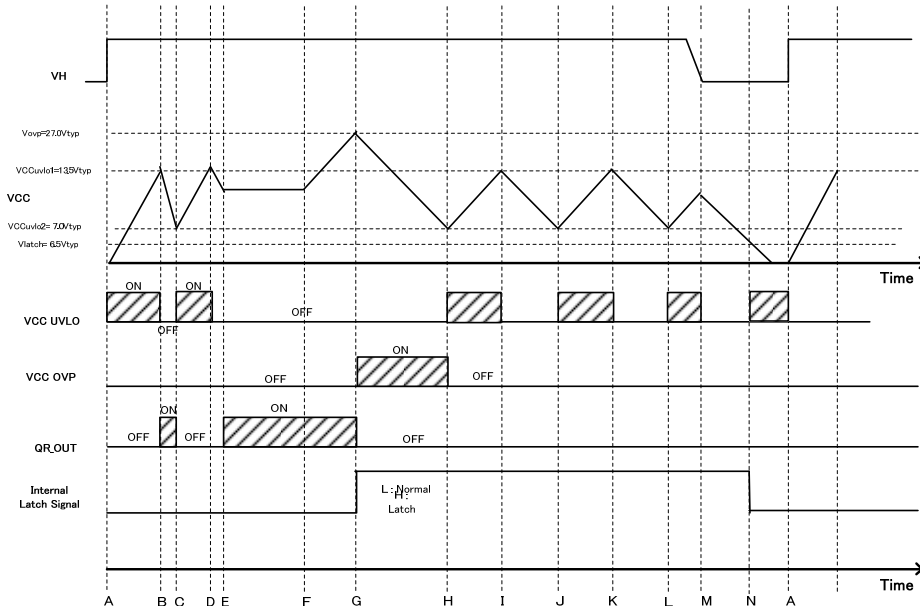 VH
Vovp=27.0Vtyp
VCCuvlo1=13.5Vtyp
VCC
VCCuvlo2= 7.0Vtyp
Vlatch= 6.5Vtyp
Time
ON
ON
VCC UVLO
OFF
OFF
ON
VCC OVP
OFF
OFF
ON
ON
OFF
OFF
OFF
QR_OUT
Internal
Latch Signal
L : Normal
H :
Latch
Time
A B C D E F G H I J K L M N A